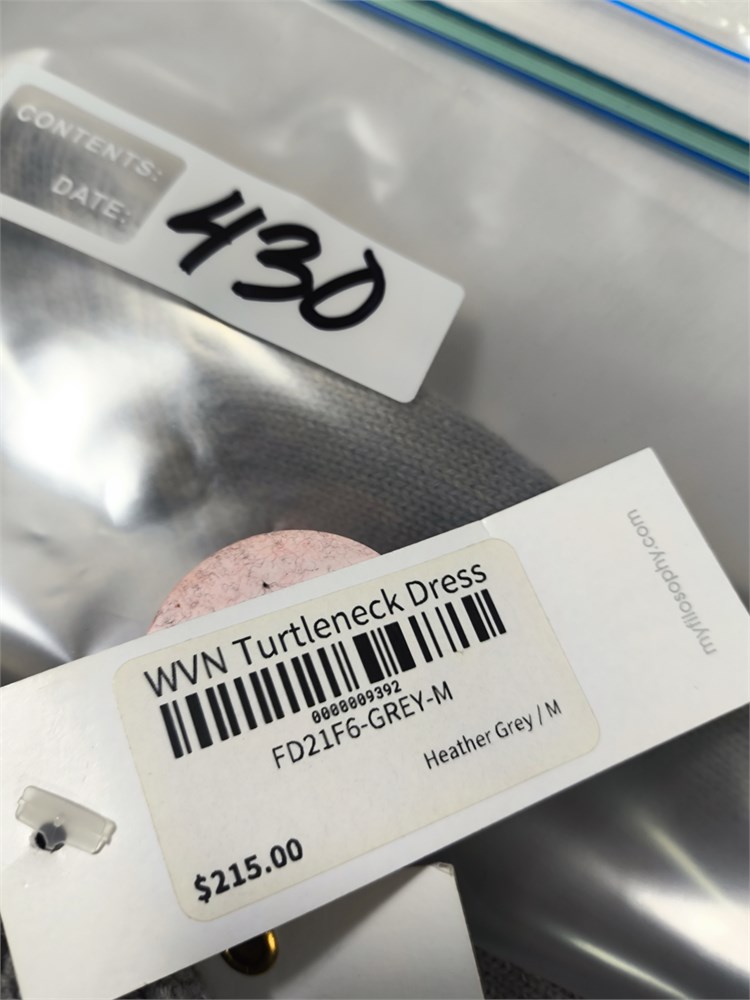 CONTENTS:
DATE:
430
WVN Turtleneck Dress
0000009392
FD21F6-GREY-M
Heather Grey / M
$215.00
myfilosophy.com